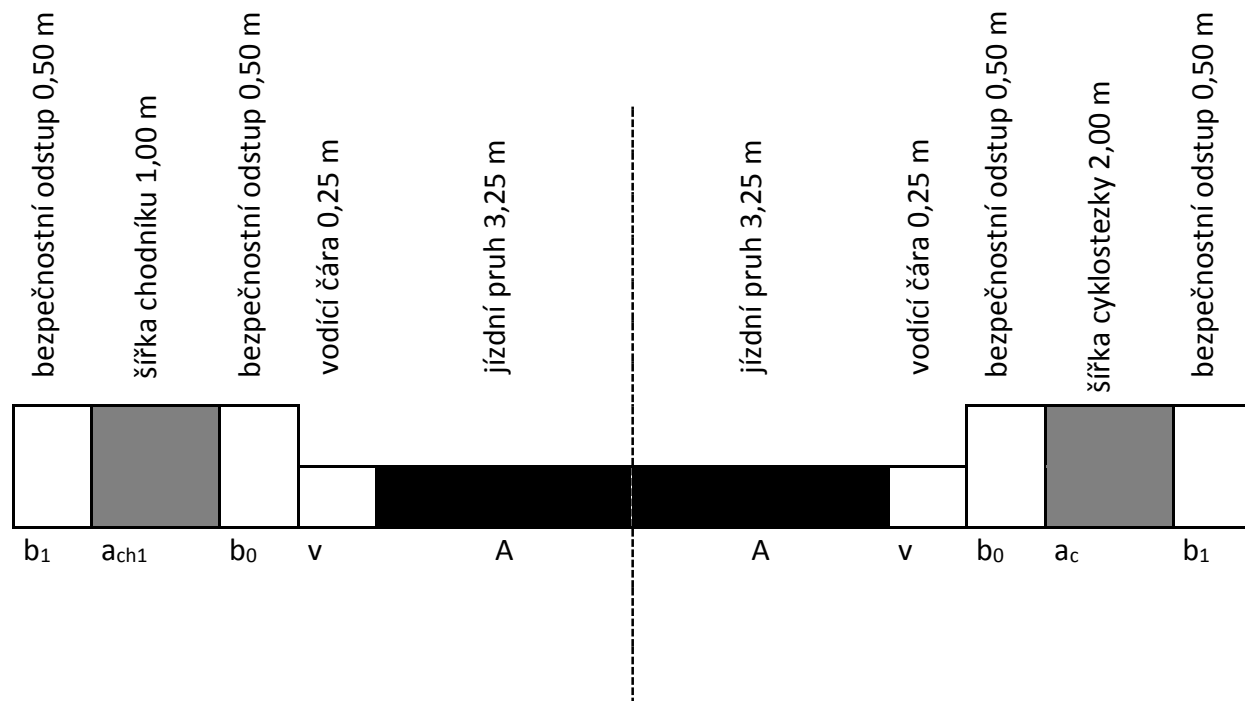 bezpečnostní odstup 0,50 m
šířka chodníku 1,00 m
bezpečnostní odstup 0,50 m
vodící čára 0,25 m
jízdní pruh 3,25 m
jízdní pruh 3,25 m
vodící čára 0,25 m
bezpečnostní odstup 0,50 m
šířka cyklostezky 2,00 m
bezpečnostní odstup 0,50 m
b₁ a_ch1 b₀ v A A v b₀ a_c b₁